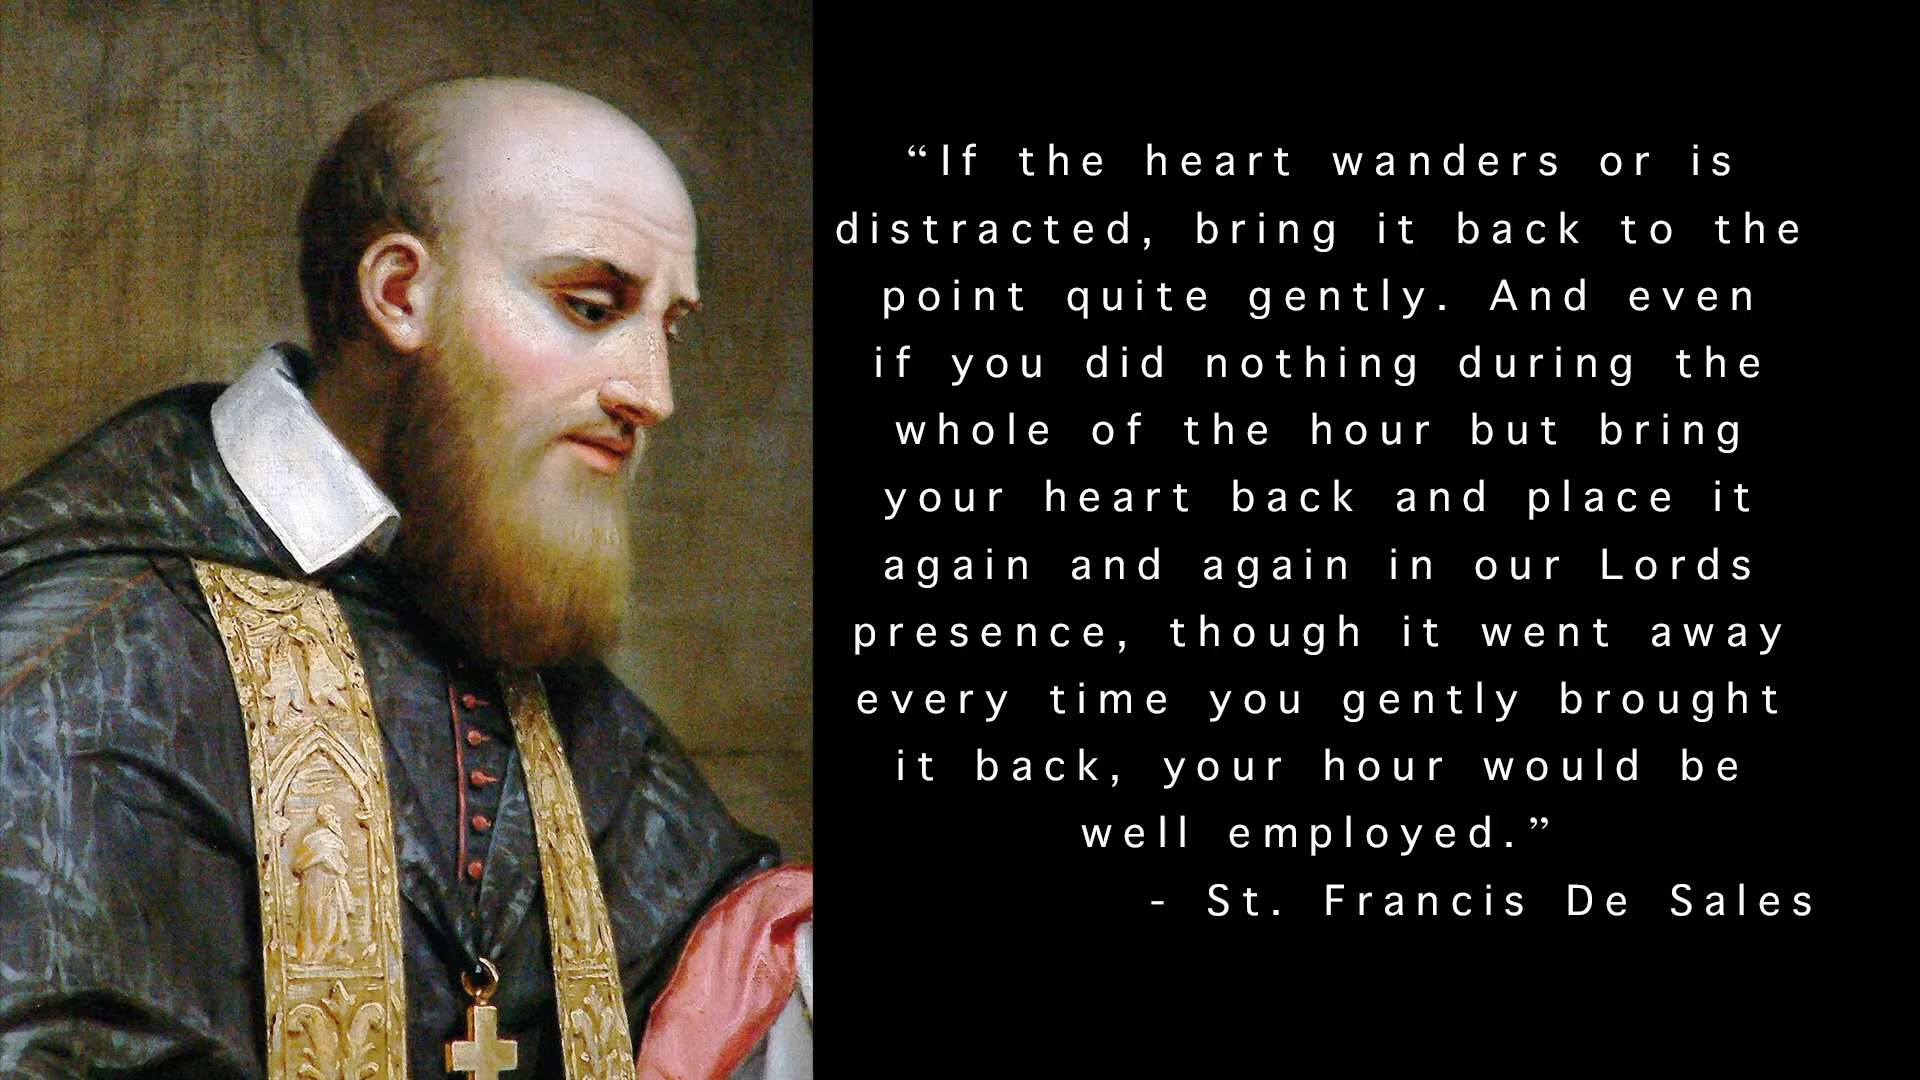 “If the heart wanders or is
distracted, bring it back to the
point quite gently. And even
if you did nothing during the
whole of the hour but bring
your heart back and place it
again and again in our Lords
presence, though it went away
every time you gently brought
it back, your hour would be
well employed.”
- St. Francis De Sales